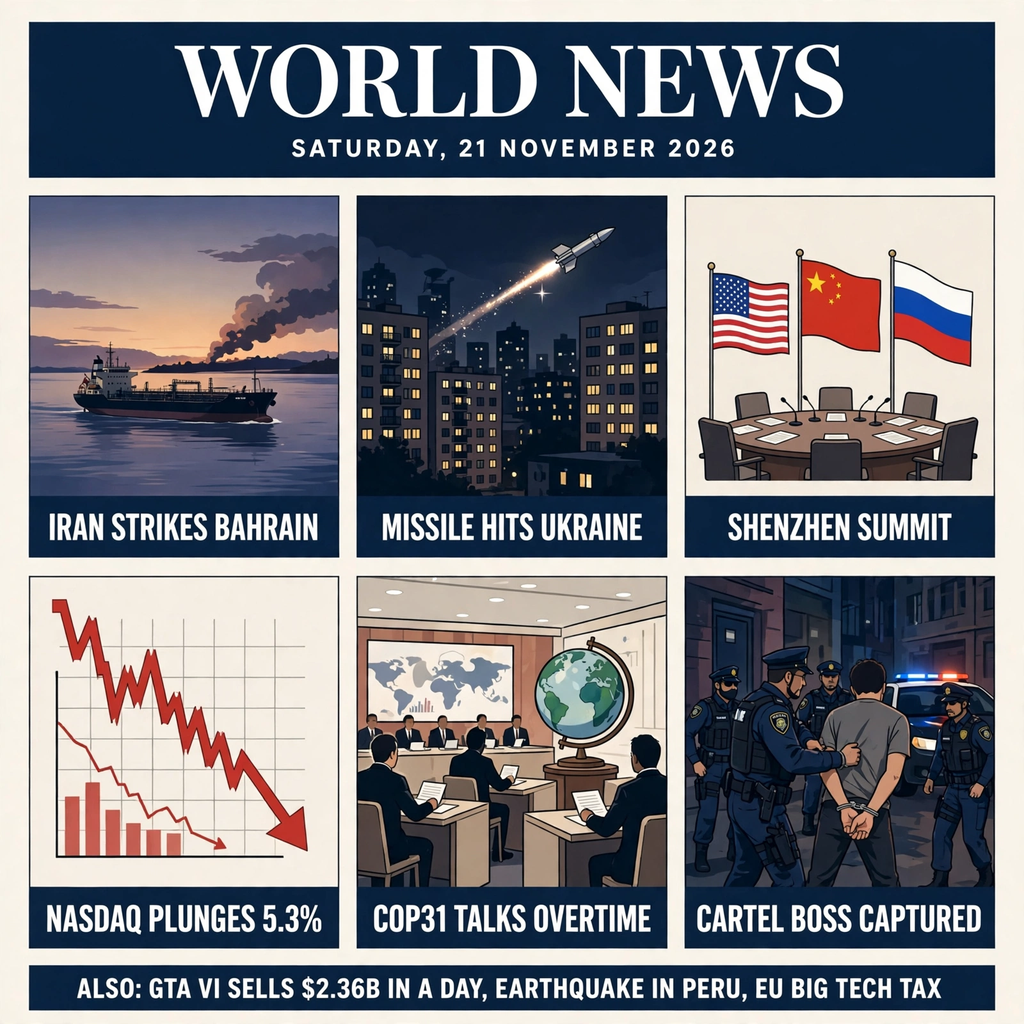 WORLD NEWS
SATURDAY, 21 NOVEMBER 2026
IRAN STRIKES BAHRAIN
MISSILE HITS UKRAINE
SHENZHEN SUMMIT
NASDAQ PLUNGES 5.3%
COP31 TALKS OVERTIME
CARTEL BOSS CAPTURED
ALSO: GTA VI SELLS $2.36B IN A DAY, EARTHQUAKE IN PERU, EU BIG TECH TAX